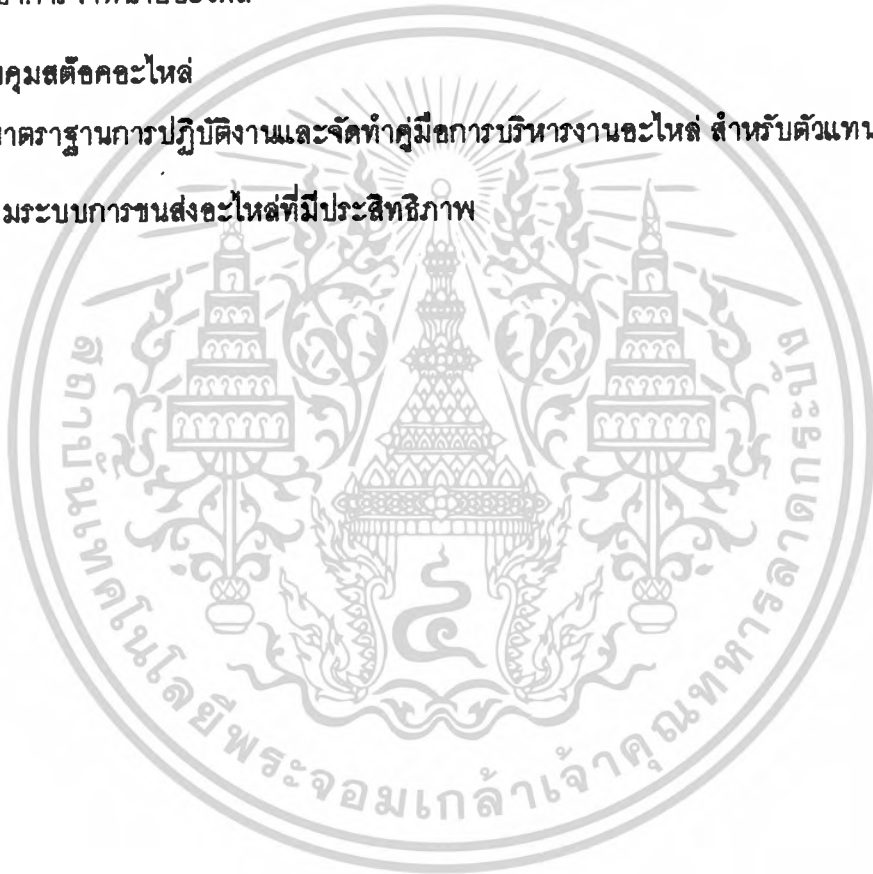 คุมสต๊อคอะไหล่
มาตราฐานการปฏิบัติงานและจัดทำคู่มือการบริหารงานอะไหล่ สำหรับตัวแทน
มระบบการขนส่งอะไหล่ที่มีประสิทธิภาพ
สถาบันเทคโนโลยีพระจอมเกล้าเจ้าคุณทหารลาดกระบัง